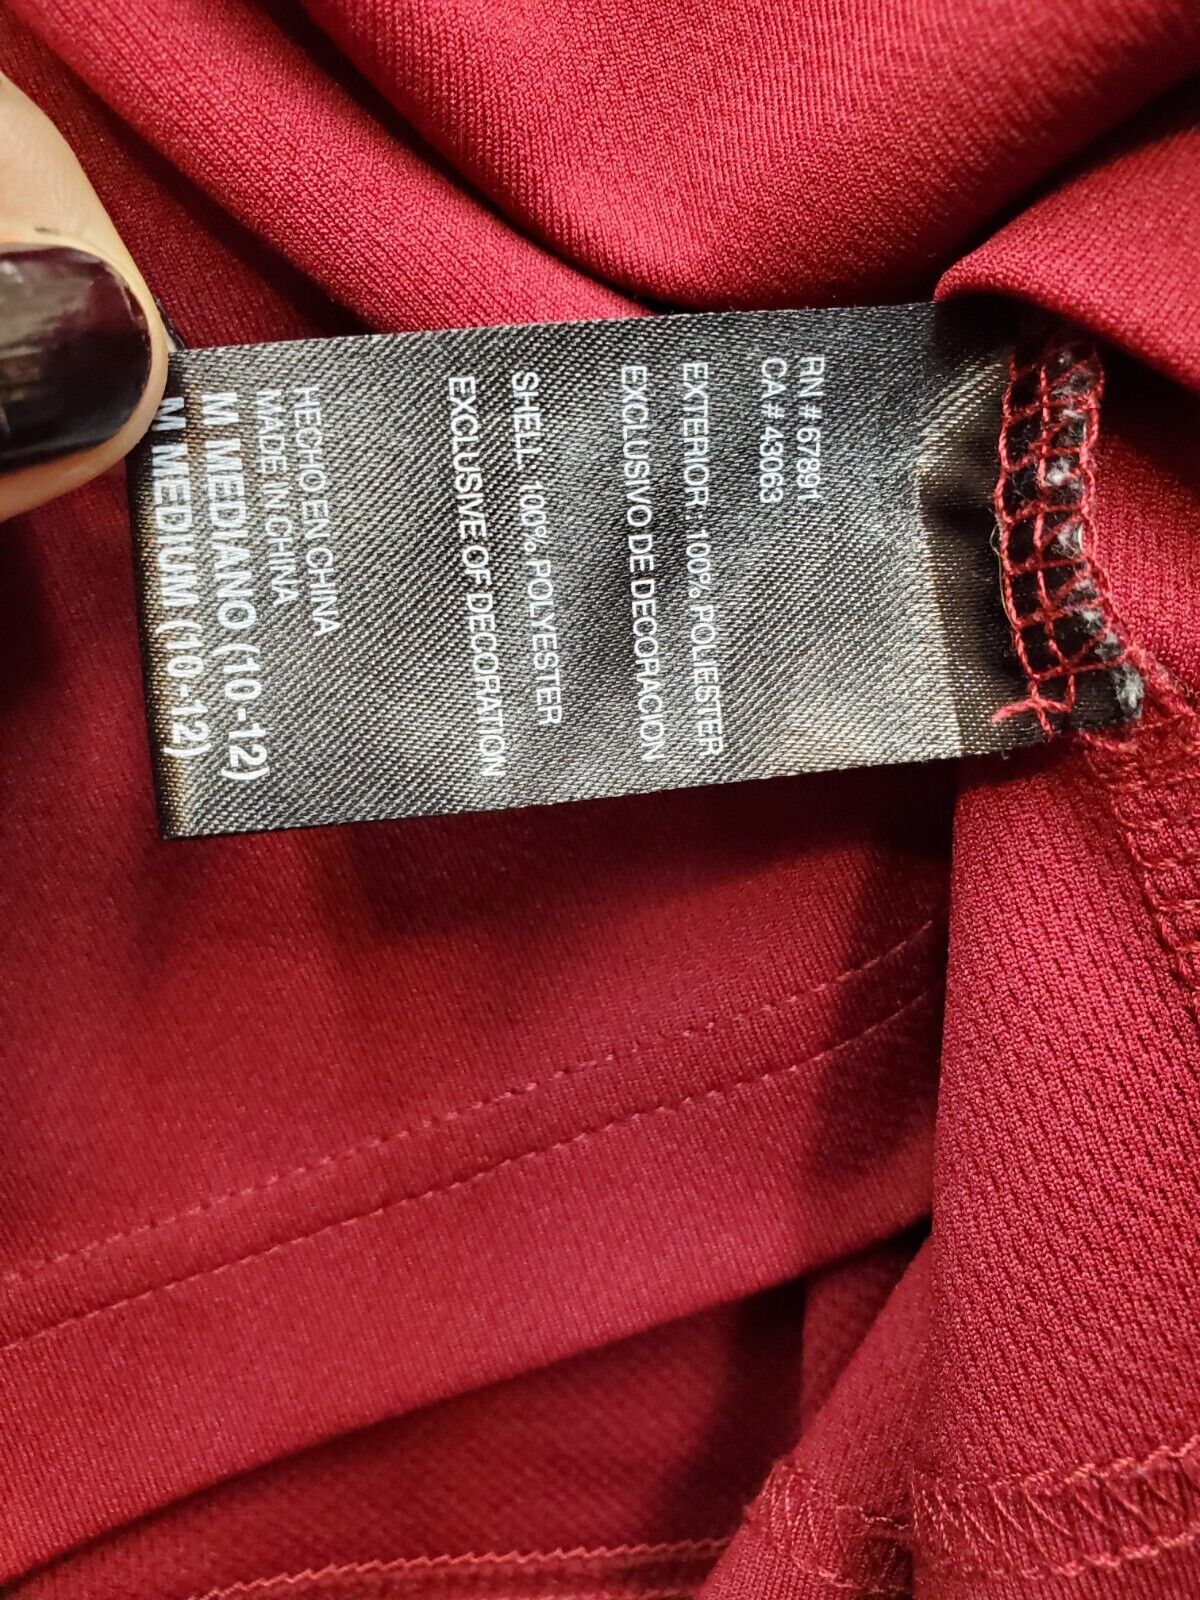 RN # 67891
CA # 43063
EXTERIOR: 100% POLIESTER
EXCLUSIVO DE DECORACION
SHELL: 100% POLYESTER
EXCLUSIVE OF DECORATION
HECHO EN CHINA
MADE IN CHINA
M MEDIANO (10-12)
M MEDIUM (10-12)